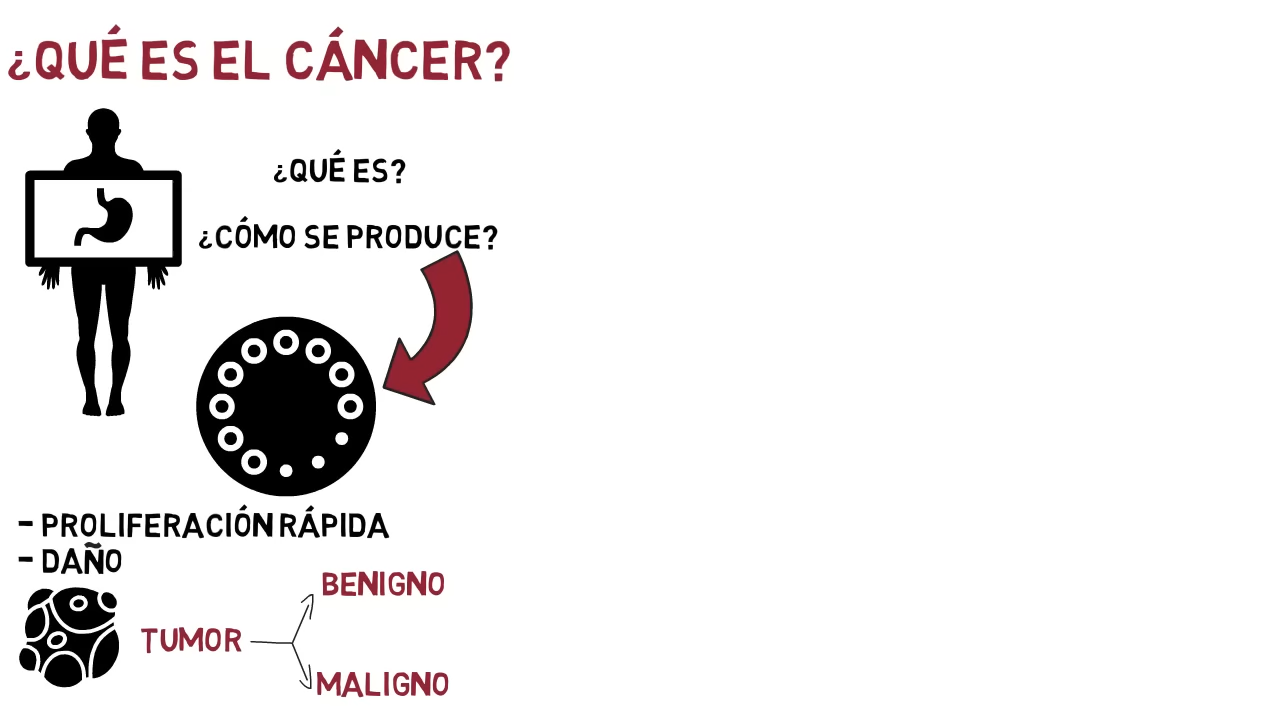 ¿QUÉ ES EL CÁNCER?
¿QUÉ ES?
¿CÓMO SE PRODUCE?
- PROLIFERACIÓN RÁPIDA
- DAÑO
BENIGNO
TUMOR
MALIGNO